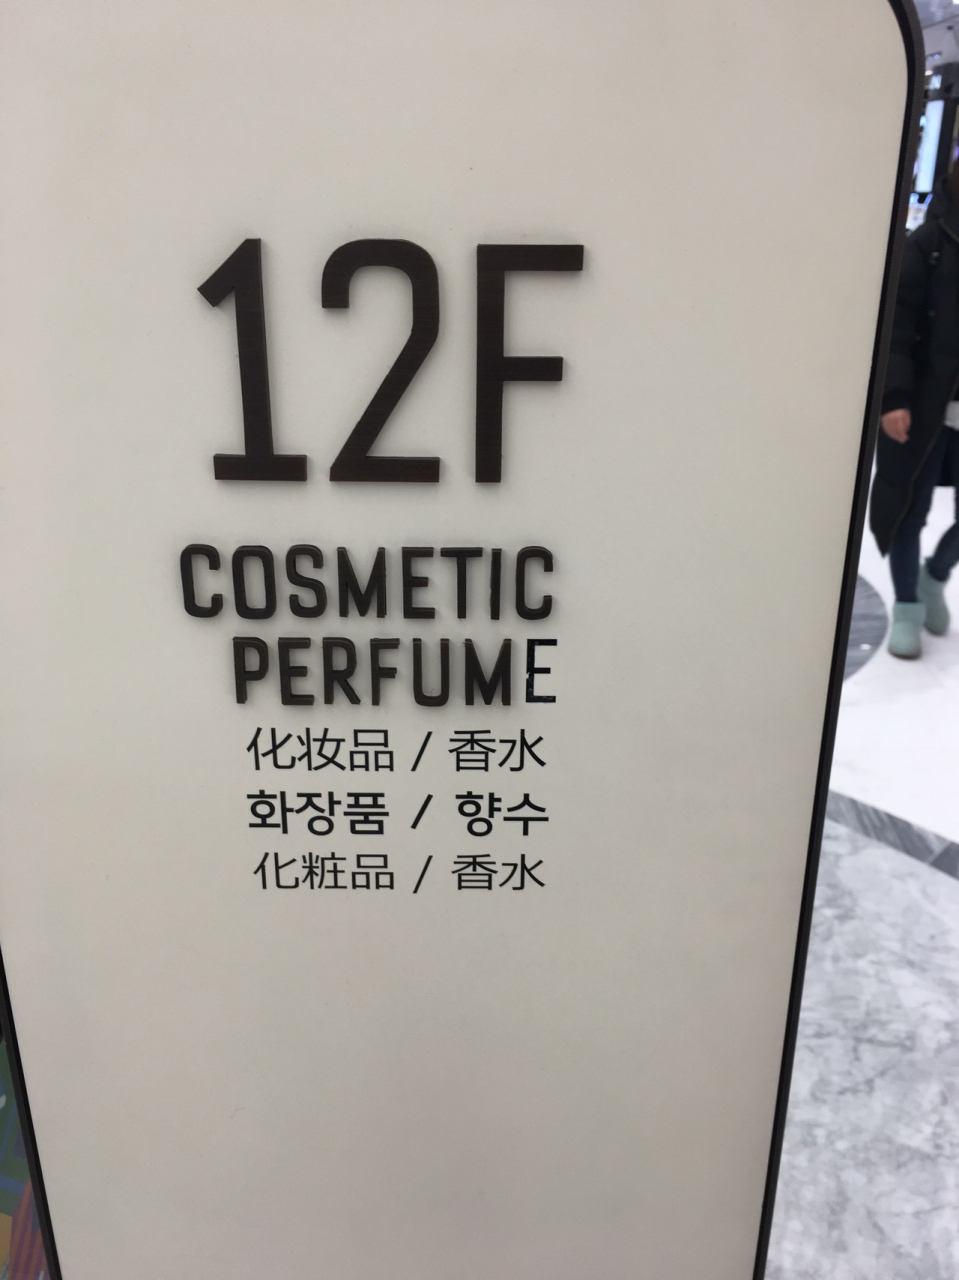 12F
COSMETIC
PERFUME
化妆品 / 香水
화장품 / 향수
化粧品 / 香水